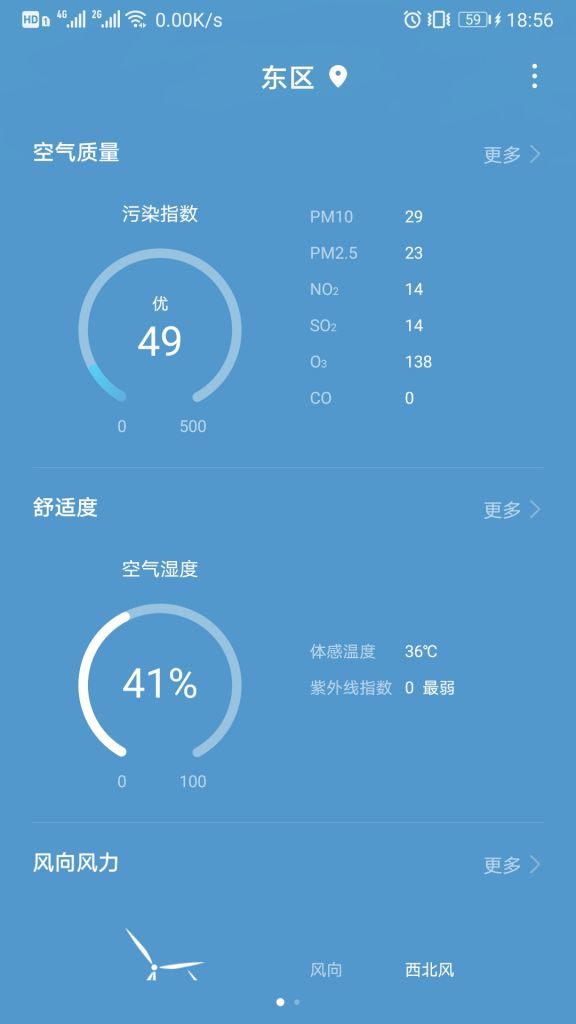 HD 1 4G 2G 0.00K/s 59 18:56
东区
空气质量 更多
污染指数
优
49
0 500
PM10 29
PM2.5 23
NO2 14
SO2 14
O3 138
CO 0
舒适度 更多
空气湿度
41%
0 100
体感温度 36℃
紫外线指数 0 最弱
风向风力 更多
风向 西北风